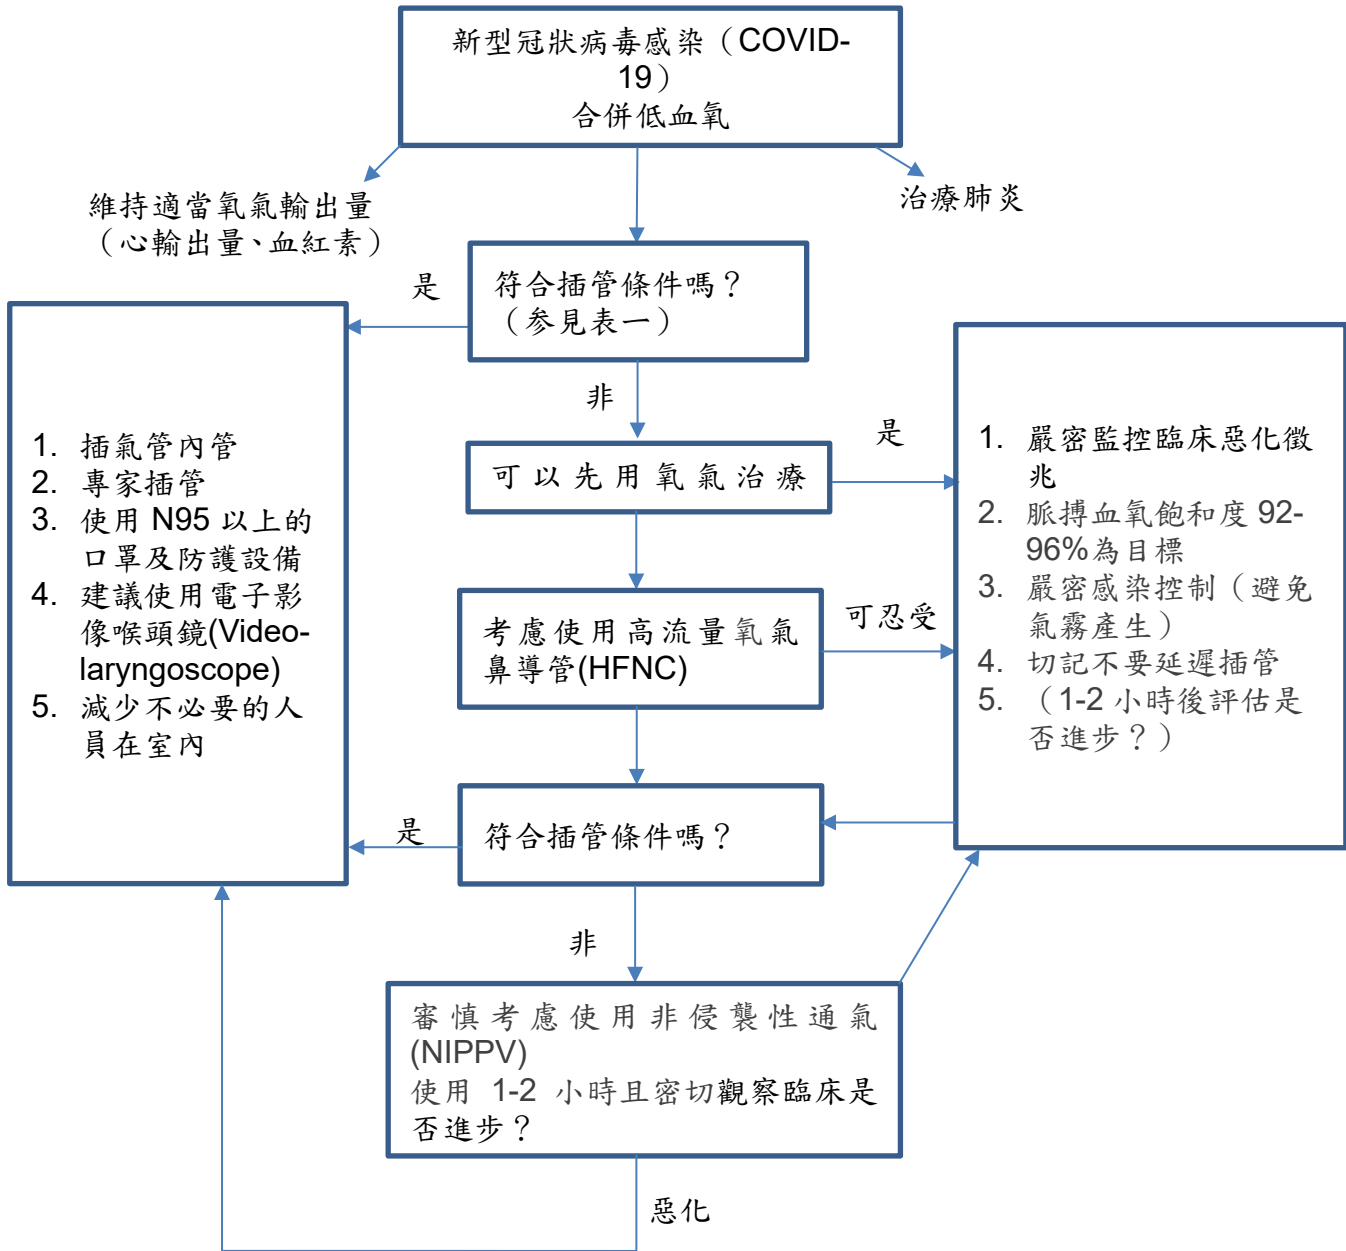 新型冠狀病毒感染（COVID-
19）
合併低血氧
維持適當氧氣輸出量
（心輸出量、血紅素）
治療肺炎
是
符合插管條件嗎？
（參見表一）
非
是
可以先用氧氣治療
1. 插氣管內管
2. 專家插管
3. 使用 N95 以上的
口罩及防護設備
4. 建議使用電子影
像喉頭鏡(Video-
laryngoscope)
5. 減少不必要的人
員在室內
考慮使用高流量氧氣
鼻導管(HFNC)
可忍受
1. 嚴密監控臨床惡化徵
兆
2. 脈搏血氧飽和度 92-
96%為目標
3. 嚴密感染控制（避免
氣霧產生）
4. 切記不要延遲插管
5. （1-2 小時後評估是
否進步？）
是
符合插管條件嗎？
非
審慎考慮使用非侵襲性通氣
(NIPPV)
使用 1-2 小時且密切觀察臨床是
否進步？
惡化